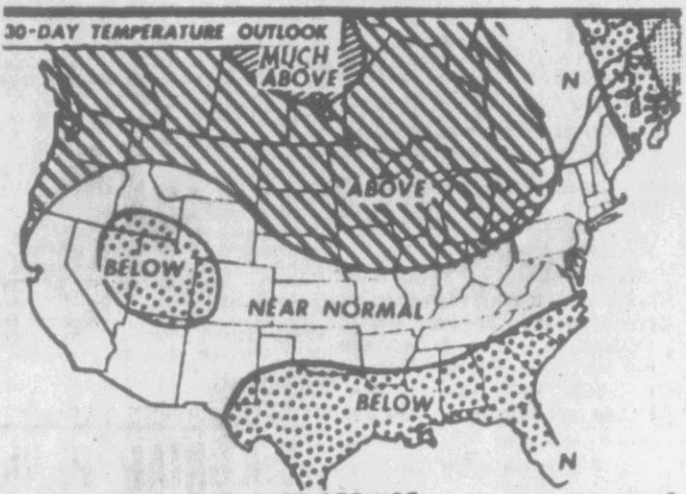 30-DAY TEMPERATURE OUTLOOK
MUCH
ABOVE
N
ABOVE
BELOW
NEAR NORMAL
BELOW
N